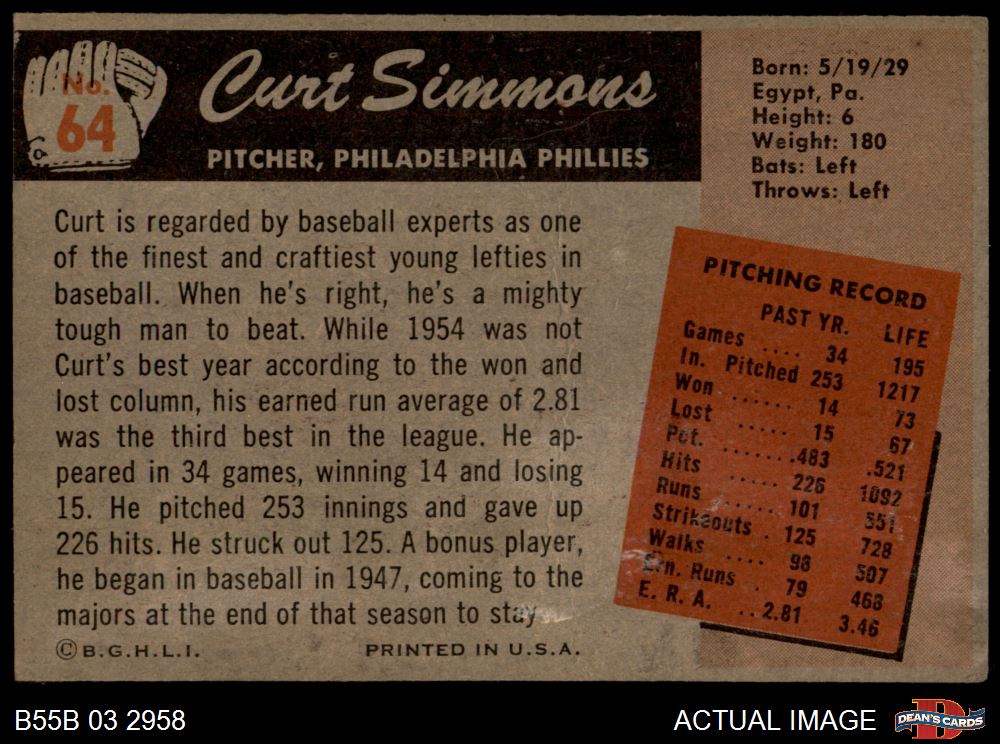 No.
64
Curt Simmons
PITCHER, PHILADELPHIA PHILLIES
Born: 5/19/29
Egypt, Pa.
Height: 6
Weight: 180
Bats: Left
Throws: Left
Curt is regarded by baseball experts as one
of the finest and craftiest young lefties in
baseball. When he's right, he's a mighty
tough man to beat. While 1954 was not
Curt's best year according to the won and
lost column, his earned run average of 2.81
was the third best in the league. He ap-
peared in 34 games, winning 14 and losing
15. He pitched 253 innings and gave up
226 hits. He struck out 125. A bonus player,
he began in baseball in 1947, coming to the
majors at the end of that season to stay
©B.G.H.L.I. PRINTED IN U.S.A.
PITCHING RECORD
PAST YR. LIFE
Games .... 34 195
In. Pitched 253 1217
Won ...... 14 73
Lost ..... 15 67
Pct. .......483 .521
Hits ..... 226 1092
Runs ...... 101 551
Strikeouts . 125 728
Walks .... 98 507
Ern. Runs .. 79 468
E. R. A. ..2.81 3.46
B55B 03 2958
ACTUAL IMAGE
DEAN'S CARDS